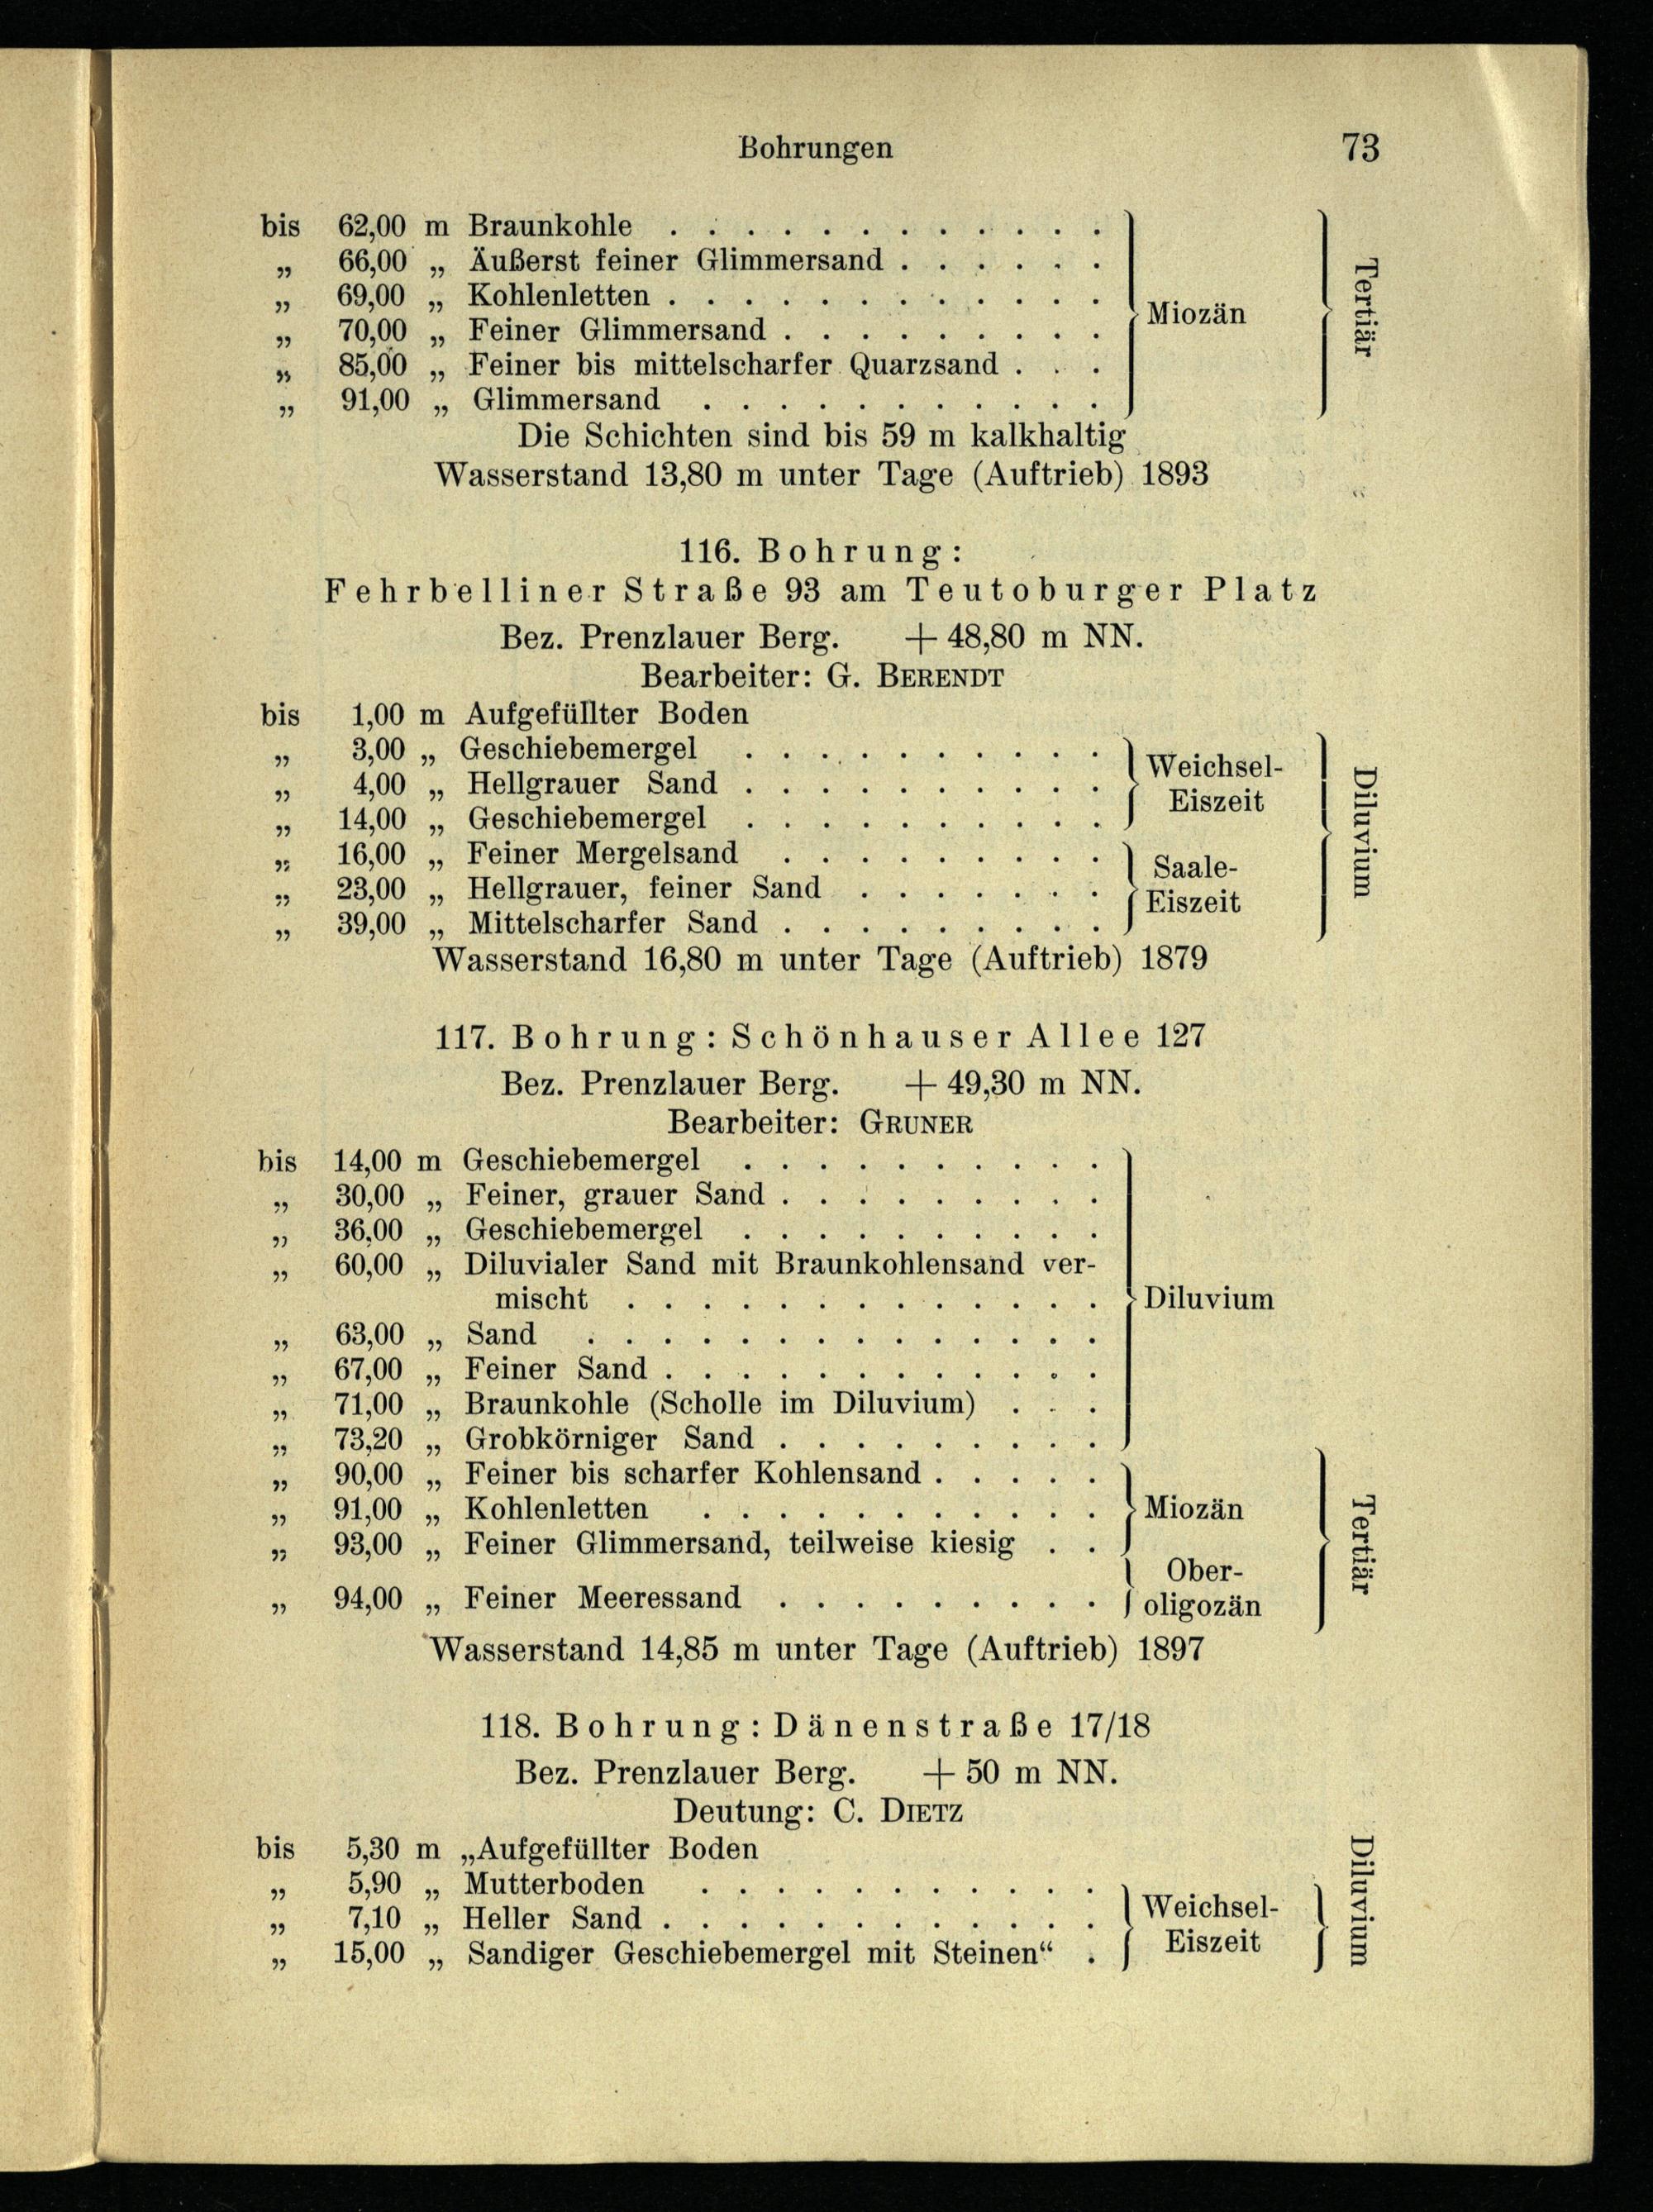 Bohrungen 73
bis 62,00 m Braunkohle . . . . . . . . . . . .
„ 66,00 „ Äußerst feiner Glimmersand . . . . . .
„ 69,00 „ Kohlenletten . . . . . . . . . . . .
„ 70,00 „ Feiner Glimmersand . . . . . . . . .
„ 85,00 „ Feiner bis mittelscharfer Quarzsand . . .
„ 91,00 „ Glimmersand . . . . . . . . . . .
Miozän
Tertiär
Die Schichten sind bis 59 m kalkhaltig
Wasserstand 13,80 m unter Tage (Auftrieb) 1893
116. Bohrung:
Fehrbelliner Straße 93 am Teutoburger Platz
Bez. Prenzlauer Berg. + 48,80 m NN.
Bearbeiter: G. BERENDT
bis 1,00 m Aufgefüllter Boden
„ 3,00 „ Geschiebemergel . . . . . . . . . .
„ 4,00 „ Hellgrauer Sand . . . . . . . . . .
„ 14,00 „ Geschiebemergel . . . . . . . . . .
Weichsel-
Eiszeit
„ 16,00 „ Feiner Mergelsand . . . . . . . . .
„ 23,00 „ Hellgrauer, feiner Sand . . . . . . .
„ 39,00 „ Mittelscharfer Sand . . . . . . . . .
Saale-
Eiszeit
Diluvium
Wasserstand 16,80 m unter Tage (Auftrieb) 1879
117. Bohrung: Schönhauser Allee 127
Bez. Prenzlauer Berg. + 49,30 m NN.
Bearbeiter: GRUNER
bis 14,00 m Geschiebemergel . . . . . . . . . .
„ 30,00 „ Feiner, grauer Sand . . . . . . . . .
„ 36,00 „ Geschiebemergel . . . . . . . . . .
„ 60,00 „ Diluvialer Sand mit Braunkohlensand ver-
mischt . . . . . . . . . . . . .
„ 63,00 „ Sand . . . . . . . . . . . . . .
„ 67,00 „ Feiner Sand . . . . . . . . . . . .
„ 71,00 „ Braunkohle (Scholle im Diluvium) . . .
„ 73,20 „ Grobkörniger Sand . . . . . . . . .
Diluvium
„ 90,00 „ Feiner bis scharfer Kohlensand . . . . .
„ 91,00 „ Kohlenletten . . . . . . . . . . .
„ 93,00 „ Feiner Glimmersand, teilweise kiesig . .
Miozän
„ 94,00 „ Feiner Meeressand . . . . . . . . .
Ober-
oligozän
Tertiär
Wasserstand 14,85 m unter Tage (Auftrieb) 1897
118. Bohrung: Dänenstraße 17/18
Bez. Prenzlauer Berg. + 50 m NN.
Deutung: C. DIETZ
bis 5,30 m „Aufgefüllter Boden
„ 5,90 „ Mutterboden . . . . . . . . . . .
„ 7,10 „ Heller Sand . . . . . . . . . . . .
„ 15,00 „ Sandiger Geschiebemergel mit Steinen“ .
Weichsel-
Eiszeit
Diluvium